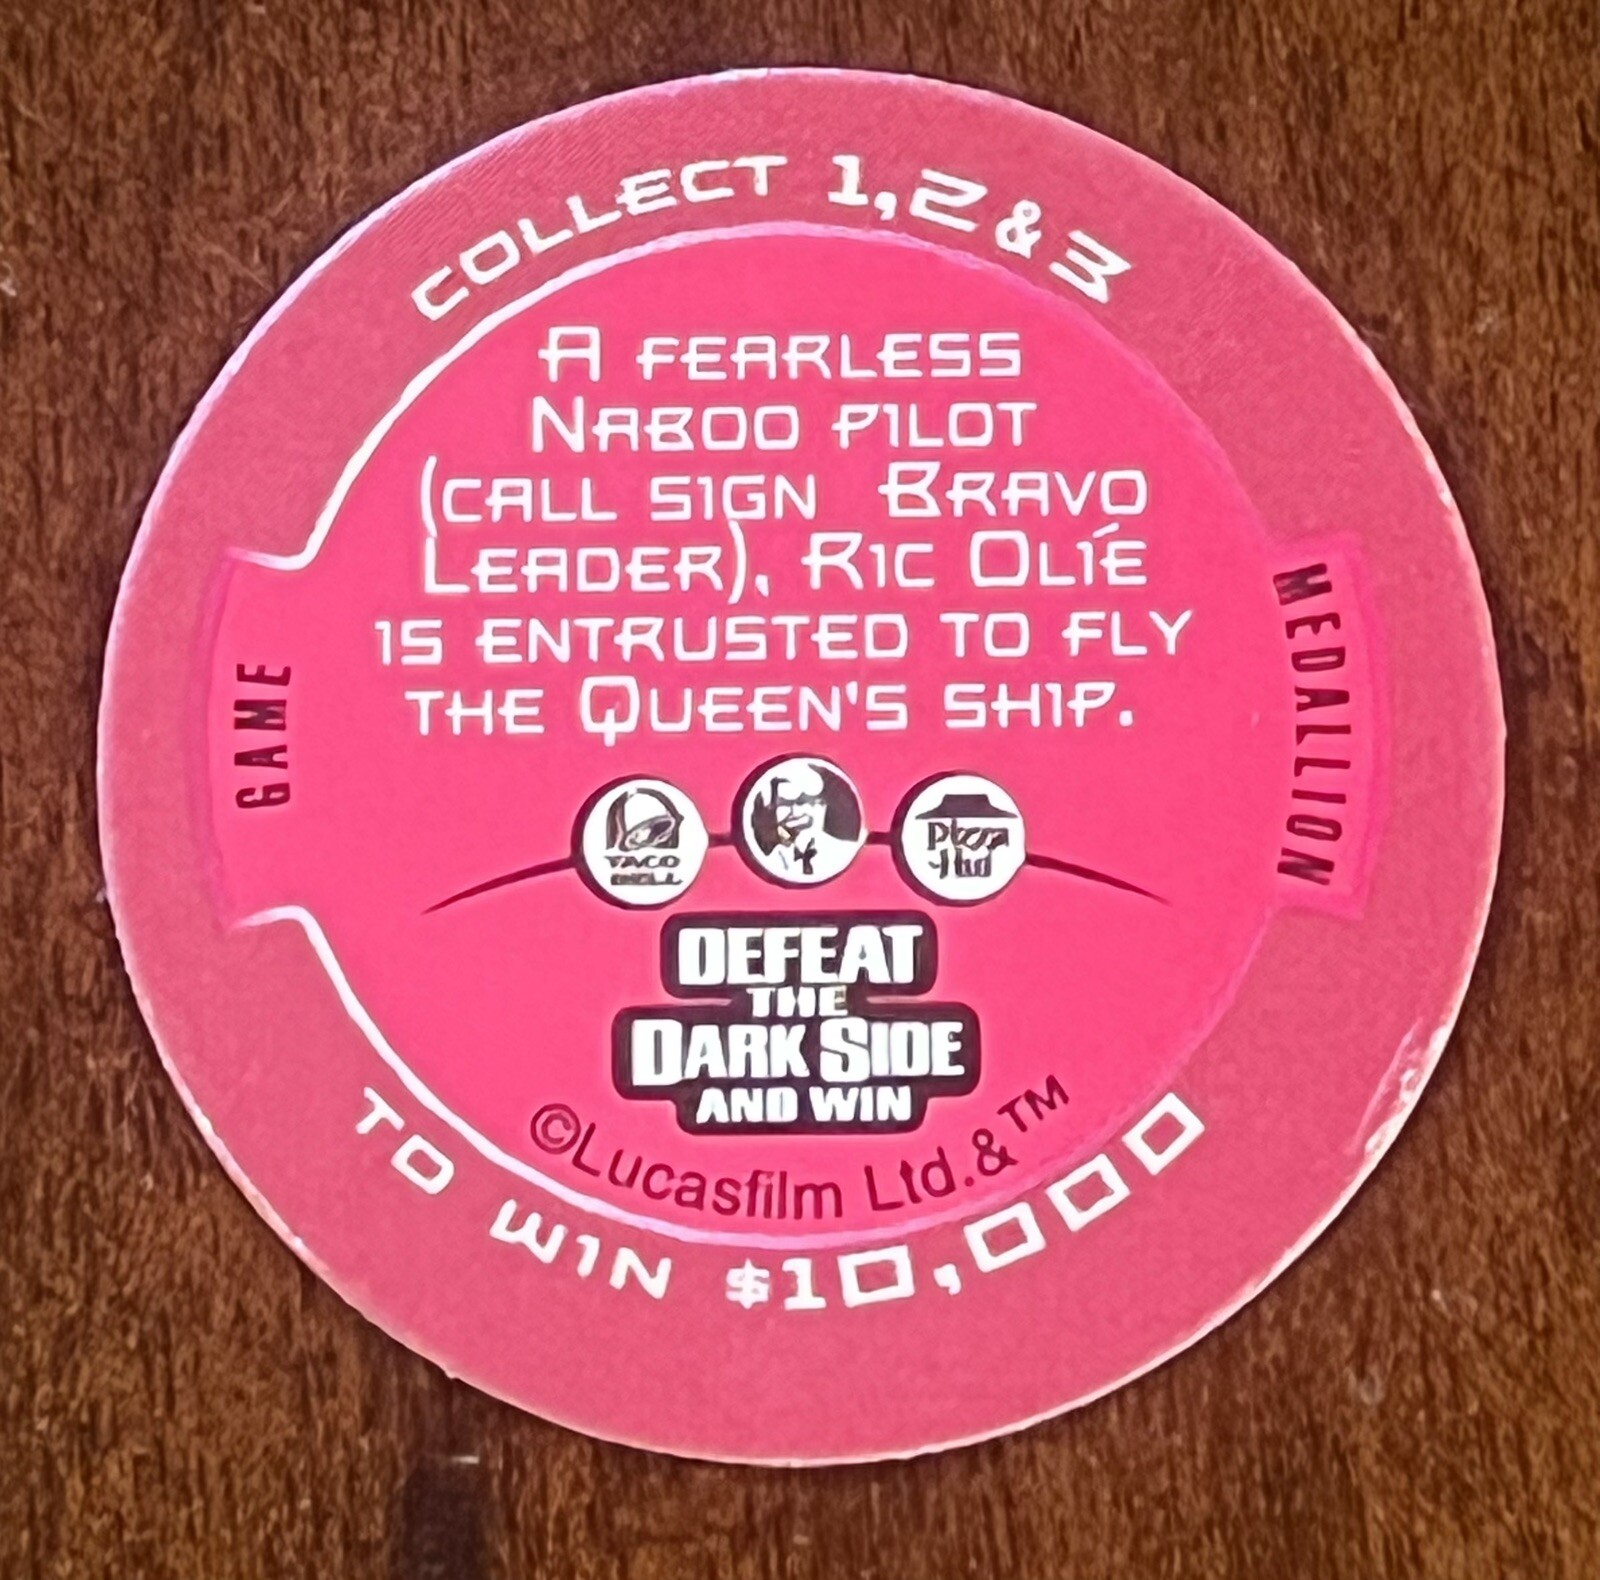 COLLECT 1,2&3
A FEARLESS
NABOO PILOT
(CALL SIGN BRAVO
LEADER), RIC OLIÉ
IS ENTRUSTED TO FLY
THE QUEEN'S SHIP.
GAME
MEDALLION
TACO
BELL
Pizza
Hut
DEFEAT
THE
DARK SIDE
AND WIN
©Lucasfilm Ltd.&™
TO WIN $10,000